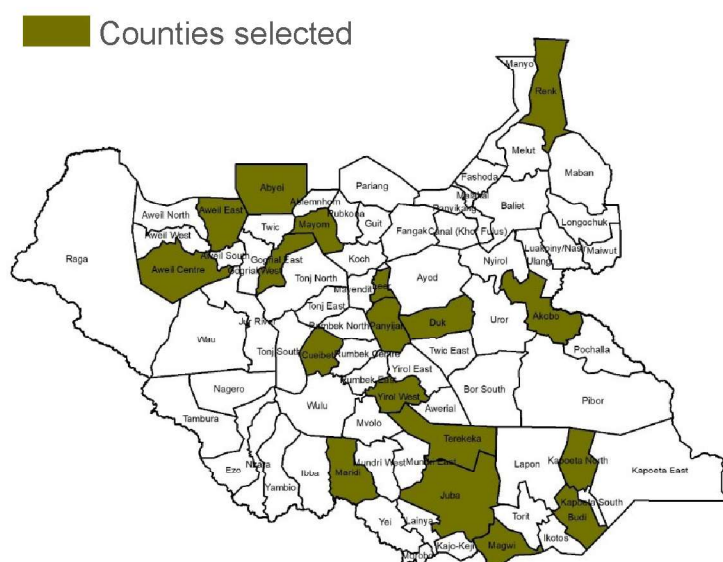 Counties selected
Manyo
Renk
Melut
Maban
Fashoda
Pariang
Abyei
Abiemnhom
Panyikang
Baliet
Aweil East
Rubkona
Aweil North
Mayom
Guit
Longochuk
Twic
Fangak
Canal (Khor Fulus)
Aweil West
Luakpiny/Nasir
Maiwut
Aweil South
Gogrial East
Koch
Nyirol
Ulang
Raga
Aweil Centre
Gogrial West
Tonj North
Ayod
Mayendit
Leer
Tonj East
Akobo
Jur River
Rumbek North
Panyijar
Duk
Uror
Wau
Tonj South
Cueibet
Rumbek Centre
Twic East
Pochalla
Yirol East
Rumbek East
Nagero
Yirol West
Bor South
Pibor
Wulu
Awerial
Tambura
Mvolo
Terekeka
Ezo
Nzara
Ibba
Maridi
Mundri West
Mundri East
Lapon
Kapoeta North
Kapoeta East
Yambio
Juba
Kapoeta South
Yei
Lainya
Torit
Budi
Magwi
Ikotos
Kajo-Keji
Morobo